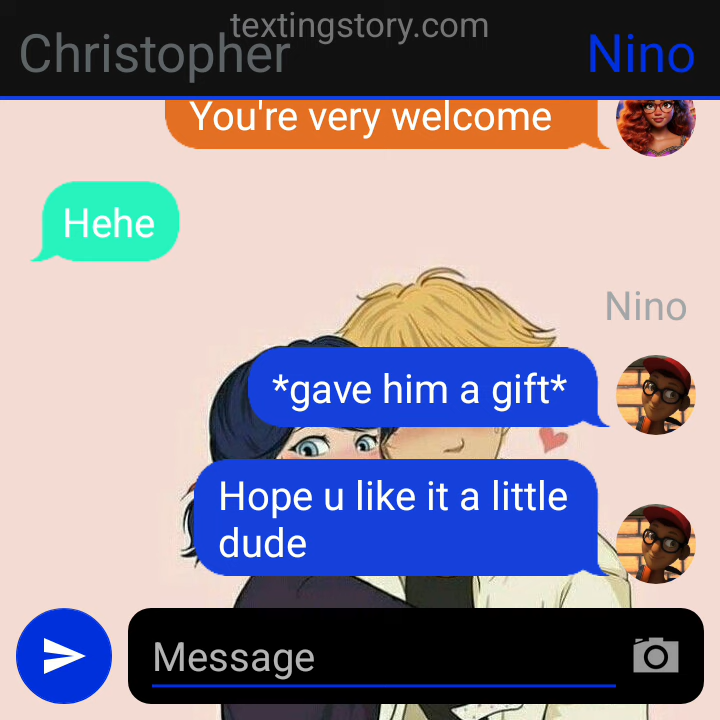 textingstory.com
Christopher
Nino
You're very welcome
Hehe
Nino
*gave him a gift*
Hope u like it a little
dude
Message